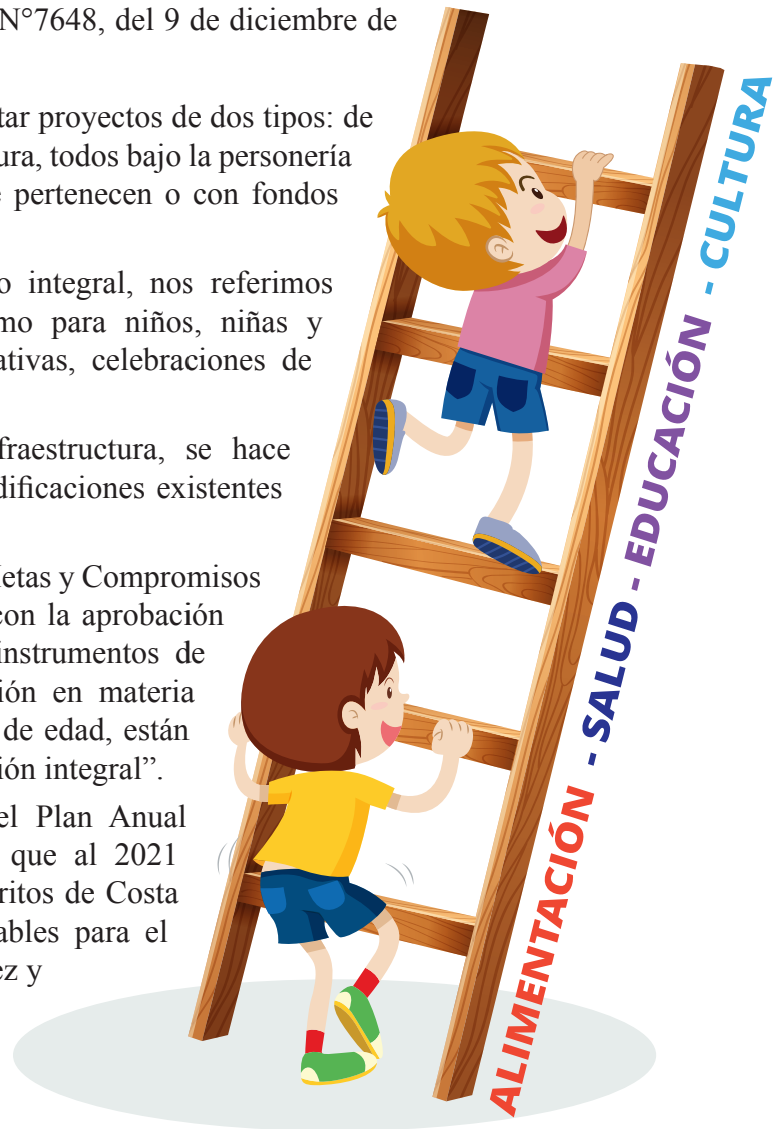 N°7648, del 9 de diciembre de
tar proyectos de dos tipos: de
ura, todos bajo la personería
pertenecen o con fondos
o integral, nos referimos
mo para niños, niñas y
ativas, celebraciones de
fraestructura, se hace
dificaciones existentes
etas y Compromisos
con la aprobación
instrumentos de
ión en materia
de edad, están
ión integral”.
el Plan Anual
que al 2021
ritos de Costa
ables para el
ez y
ALIMENTACIÓN - SALUD - EDUCACIÓN - CULTURA